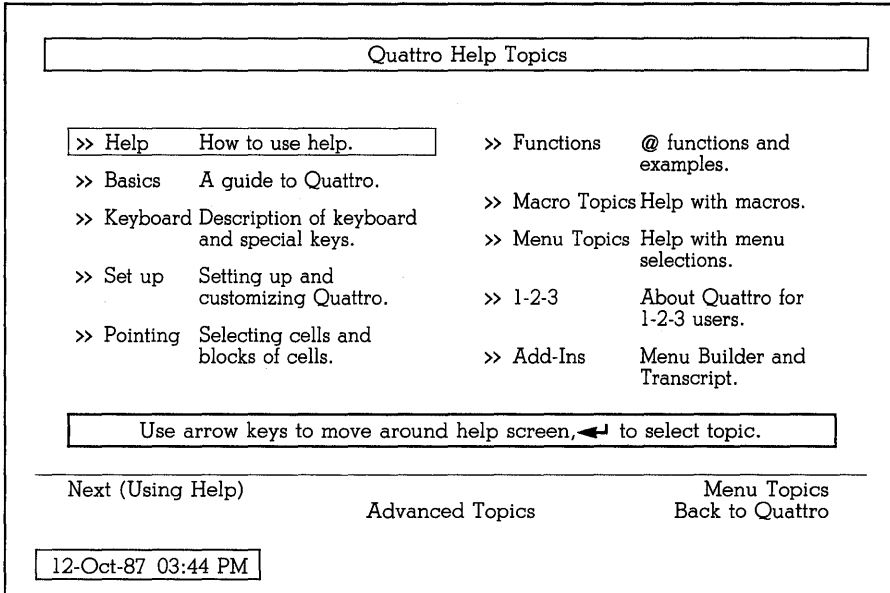 Quattro Help Topics
>> Help How to use help.
>> Basics A guide to Quattro.
>> Keyboard Description of keyboard
and special keys.
>> Set up Setting up and
customizing Quattro.
>> Pointing Selecting cells and
blocks of cells.
>> Functions @ functions and
examples.
>> Macro Topics Help with macros.
>> Menu Topics Help with menu
selections.
>> 1-2-3 About Quattro for
1-2-3 users.
>> Add-Ins Menu Builder and
Transcript.
Use arrow keys to move around help screen, ↵ to select topic.
Next (Using Help) Menu Topics
Advanced Topics Back to Quattro
12-Oct-87 03:44 PM